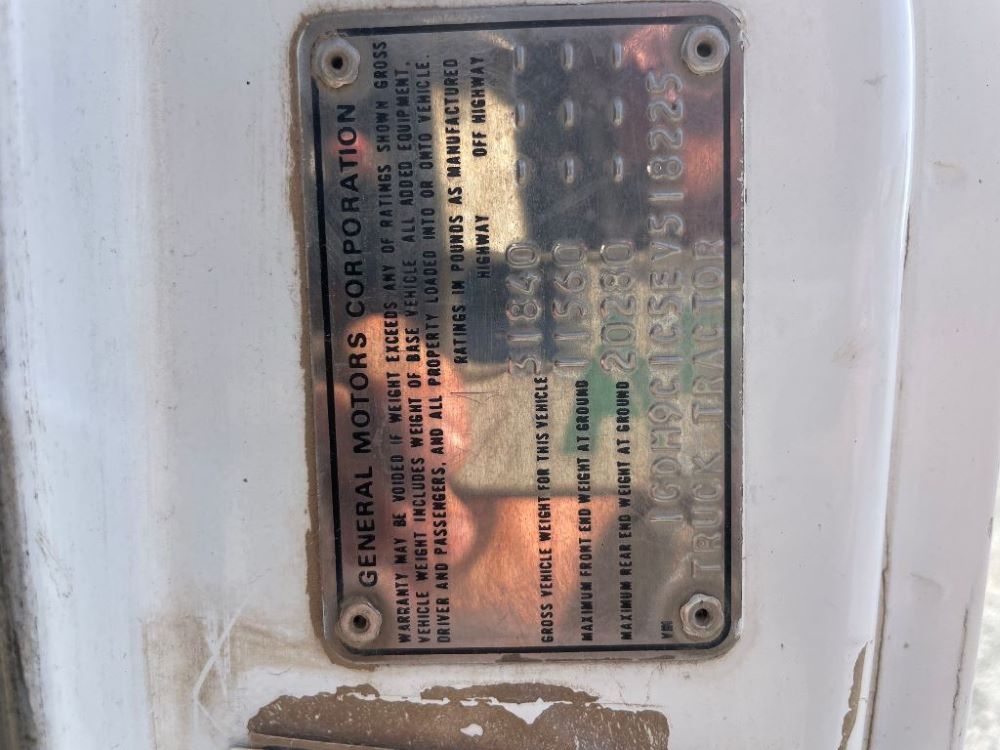 GENERAL MOTORS CORPORATION
WARRANTY MAY BE VOIDED IF WEIGHT EXCEEDS ANY OF RATINGS SHOWN GROSS
VEHICLE WEIGHT INCLUDES WEIGHT OF BASE VEHICLE, ALL ADDED EQUIPMENT,
DRIVER AND PASSENGERS, AND ALL PROPERTY LOADED INTO OR ONTO VEHICLE.
RATINGS IN POUNDS AS MANUFACTURED
HIGHWAY OFF HIGHWAY
GROSS VEHICLE WEIGHT FOR THIS VEHICLE 31840 - - -
MAXIMUM FRONT END WEIGHT AT GROUND 11560 - - -
MAXIMUM REAR END WEIGHT AT GROUND 20280 - - -
VIN 1GDM9C1C5EV518225
TRUCK-TRACTOR